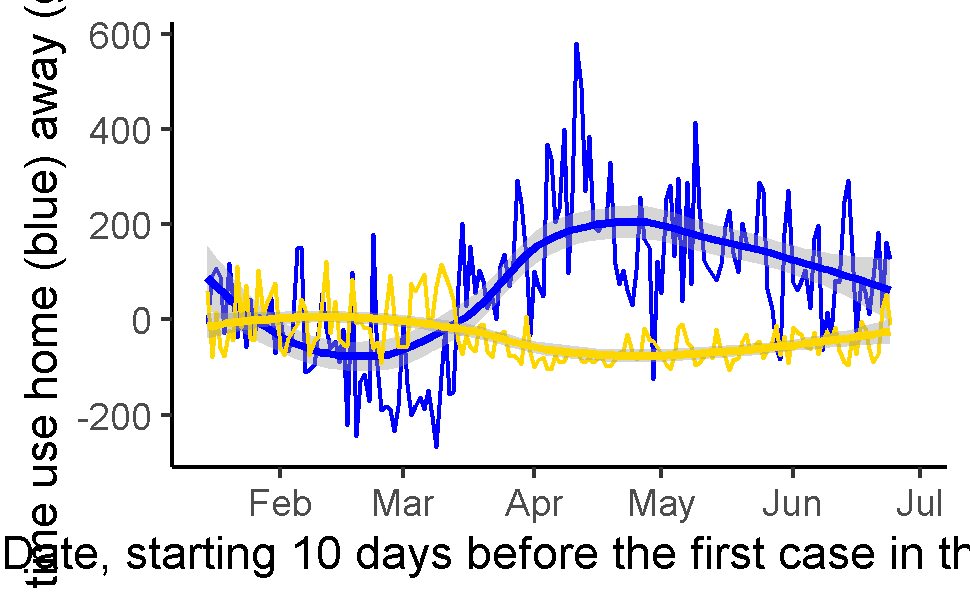 time use home (blue) away (
600
400
200
0
-200
Feb Mar Apr May Jun Jul
Date, starting 10 days before the first case in th